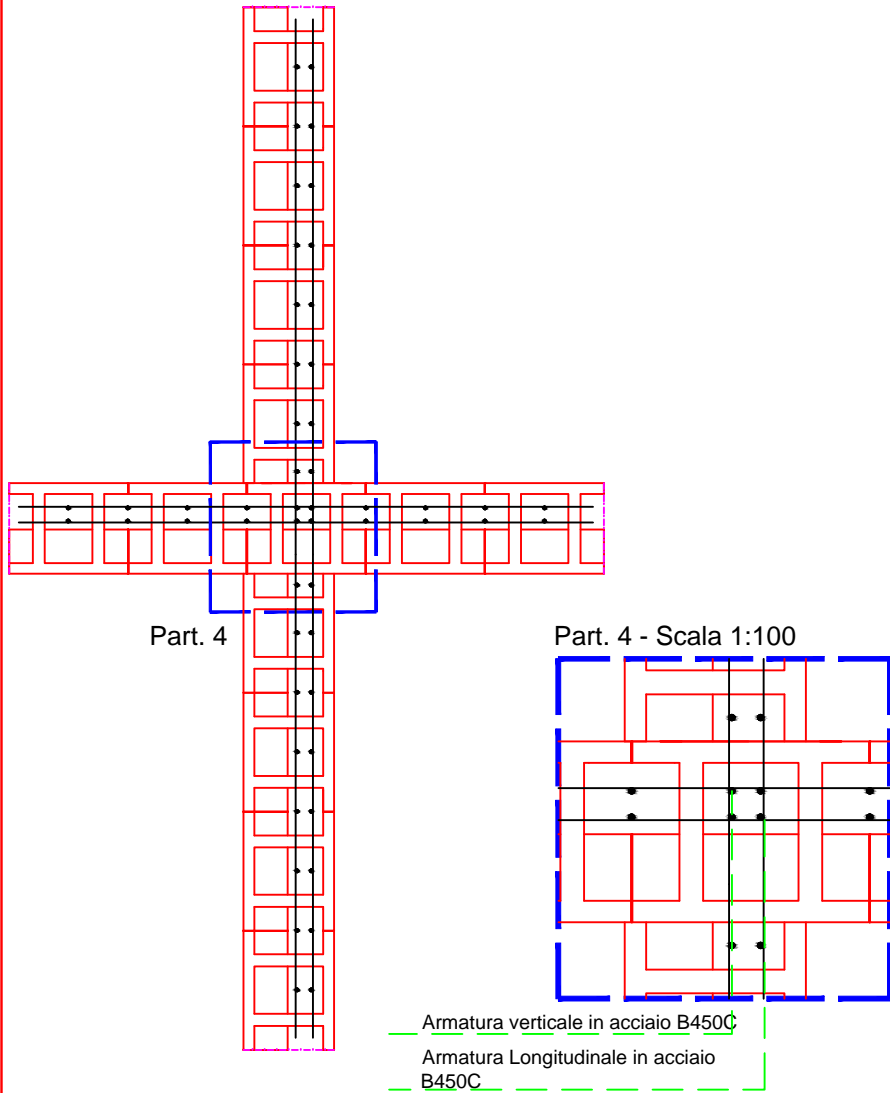 Part. 4
Part. 4 - Scala 1:100
Armatura verticale in acciaio B450C
Armatura Longitudinale in acciaio
B450C